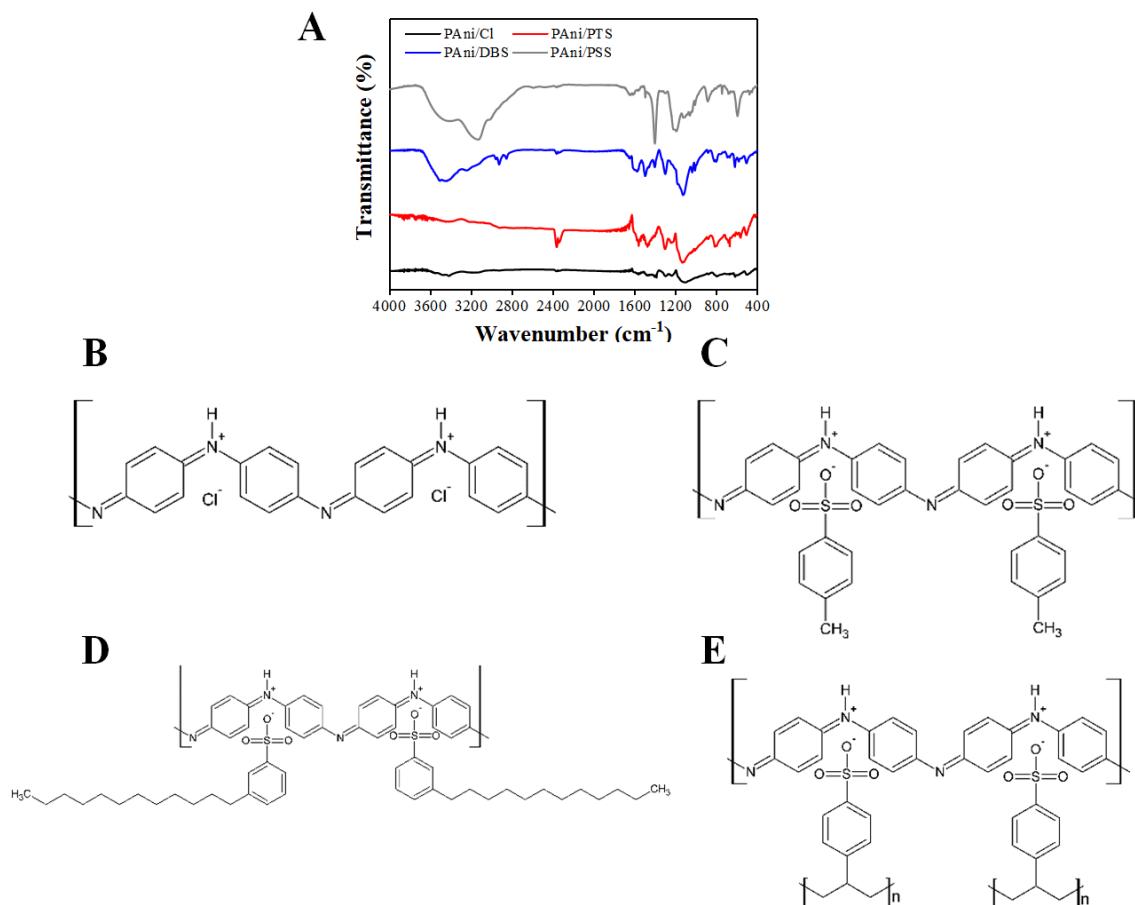 A
PAni/Cl PAni/PTS
PAni/DBS PAni/PSS
Transmittance (%)
4000 3600 3200 2800 2400 2000 1600 1200 800 400
Wavenumber (cm⁻¹)
B
H H
N⁺ N⁺
Cl⁻ Cl⁻
N N
C
H H
N⁺ N⁺
O⁻ O⁻
N O S O N O S O
CH₃ CH₃
D
H H
N⁺ N⁺
O⁻ O⁻
N O S O N O S O
H₃C CH₃
E
H H
N⁺ N⁺
O⁻ O⁻
N O S O N O S O
n n